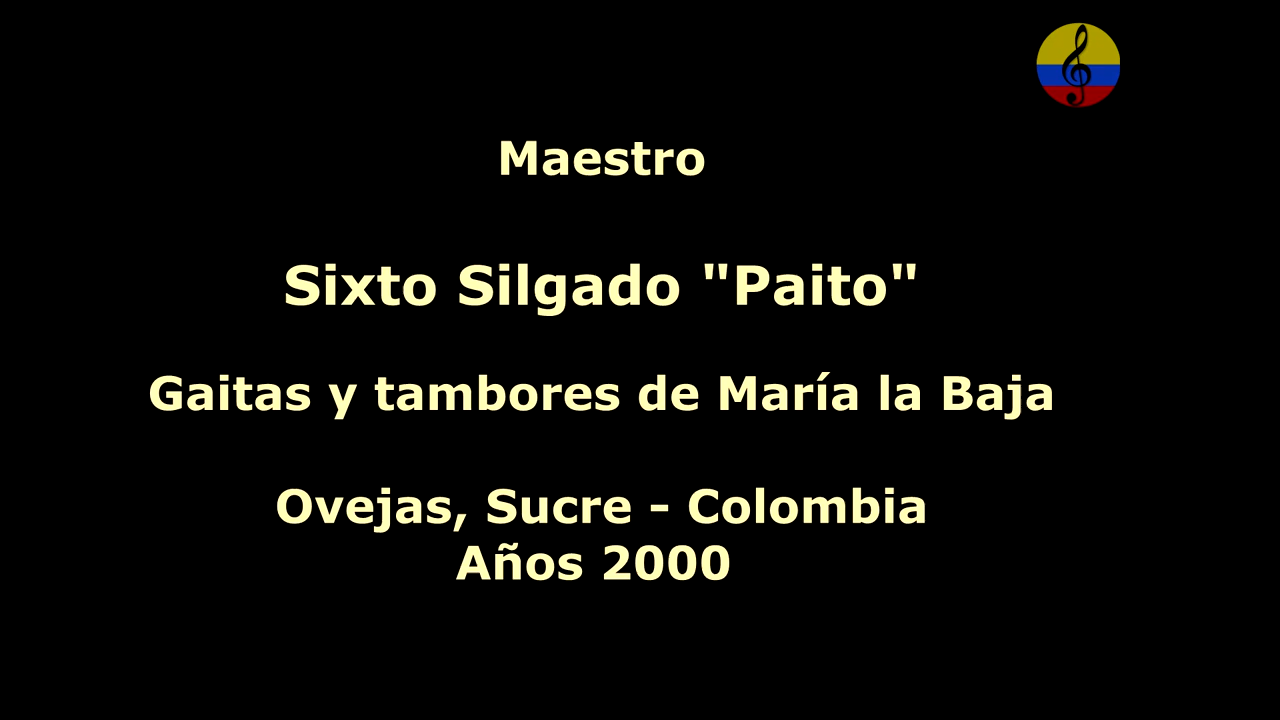 Maestro
Sixto Silgado "Paito"
Gaitas y tambores de María la Baja
Ovejas, Sucre - Colombia
Años 2000